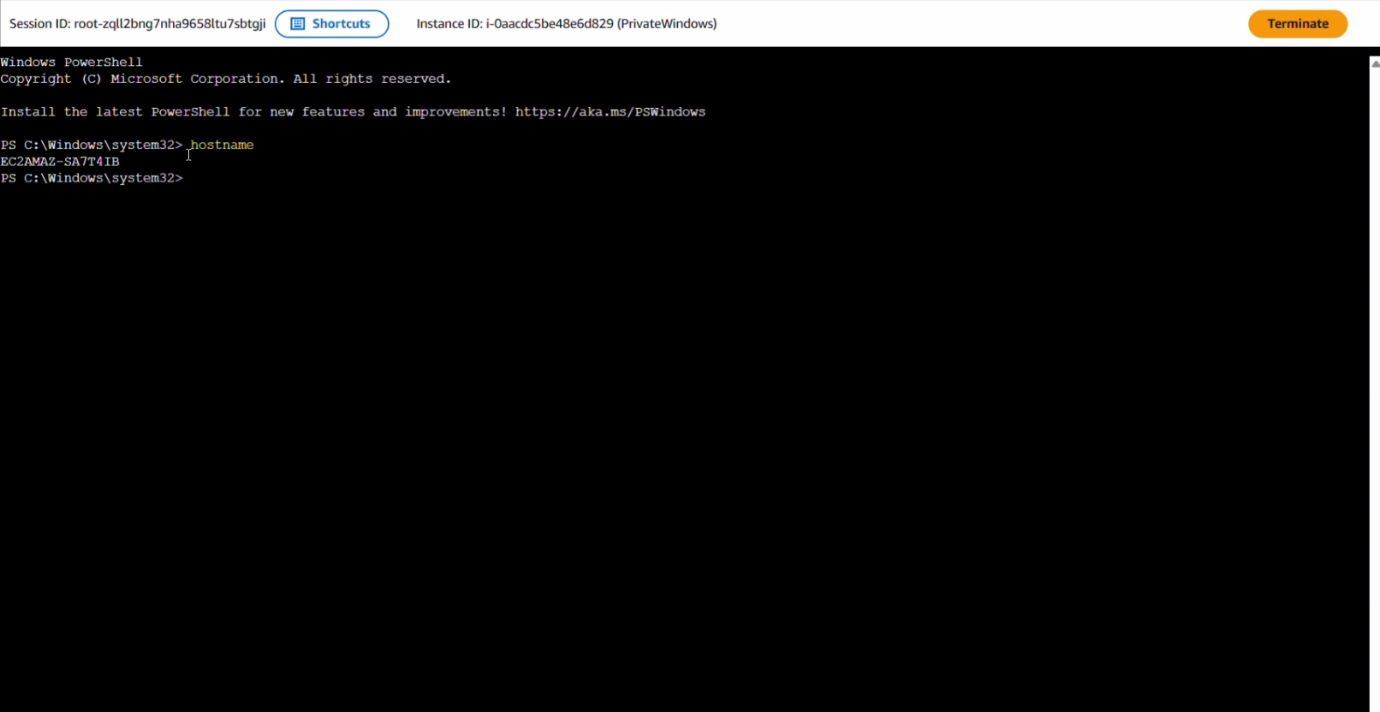 Session ID: root-zqll2bng7nha9658ltu7sbtgji Shortcuts Instance ID: i-0aacdc5be48e6d829 (PrivateWindows) Terminate
Windows PowerShell
Copyright (C) Microsoft Corporation. All rights reserved.
Install the latest PowerShell for new features and improvements! https://aka.ms/PSWindows
PS C:\Windows\system32> hostname
EC2AMAZ-SA7T4IB
PS C:\Windows\system32>